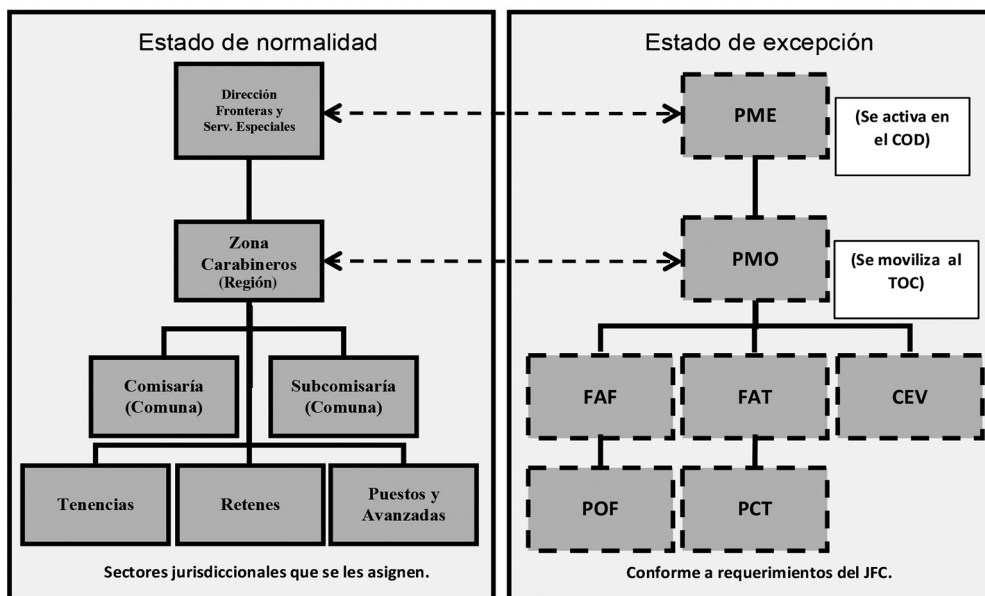 Estado de normalidad
Dirección
Fronteras y
Serv. Especiales
Zona
Carabineros
(Región)
Comisaría
(Comuna)
Subcomisaría
(Comuna)
Tenencias
Retenes
Puestos y
Avanzadas
Sectores jurisdiccionales que se les asignen.
Estado de excepción
PME
(Se activa en
el COD)
PMO
(Se moviliza al
TOC)
FAF
FAT
CEV
POF
PCT
Conforme a requerimientos del JFC.